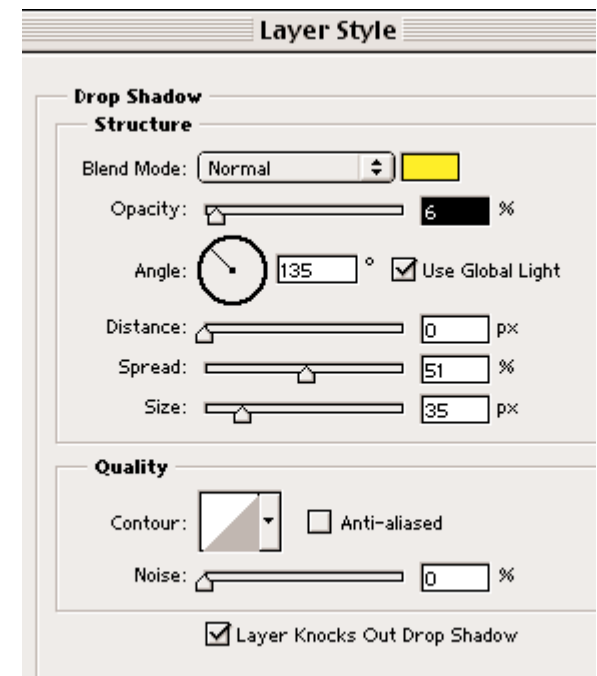 Layer Style
Drop Shadow
Structure
Blend Mode: Normal
Opacity: 6 %
Angle: 135 ° Use Global Light
Distance: 0 px
Spread: 51 %
Size: 35 px
Quality
Contour: Anti-aliased
Noise: 0 %
Layer Knocks Out Drop Shadow